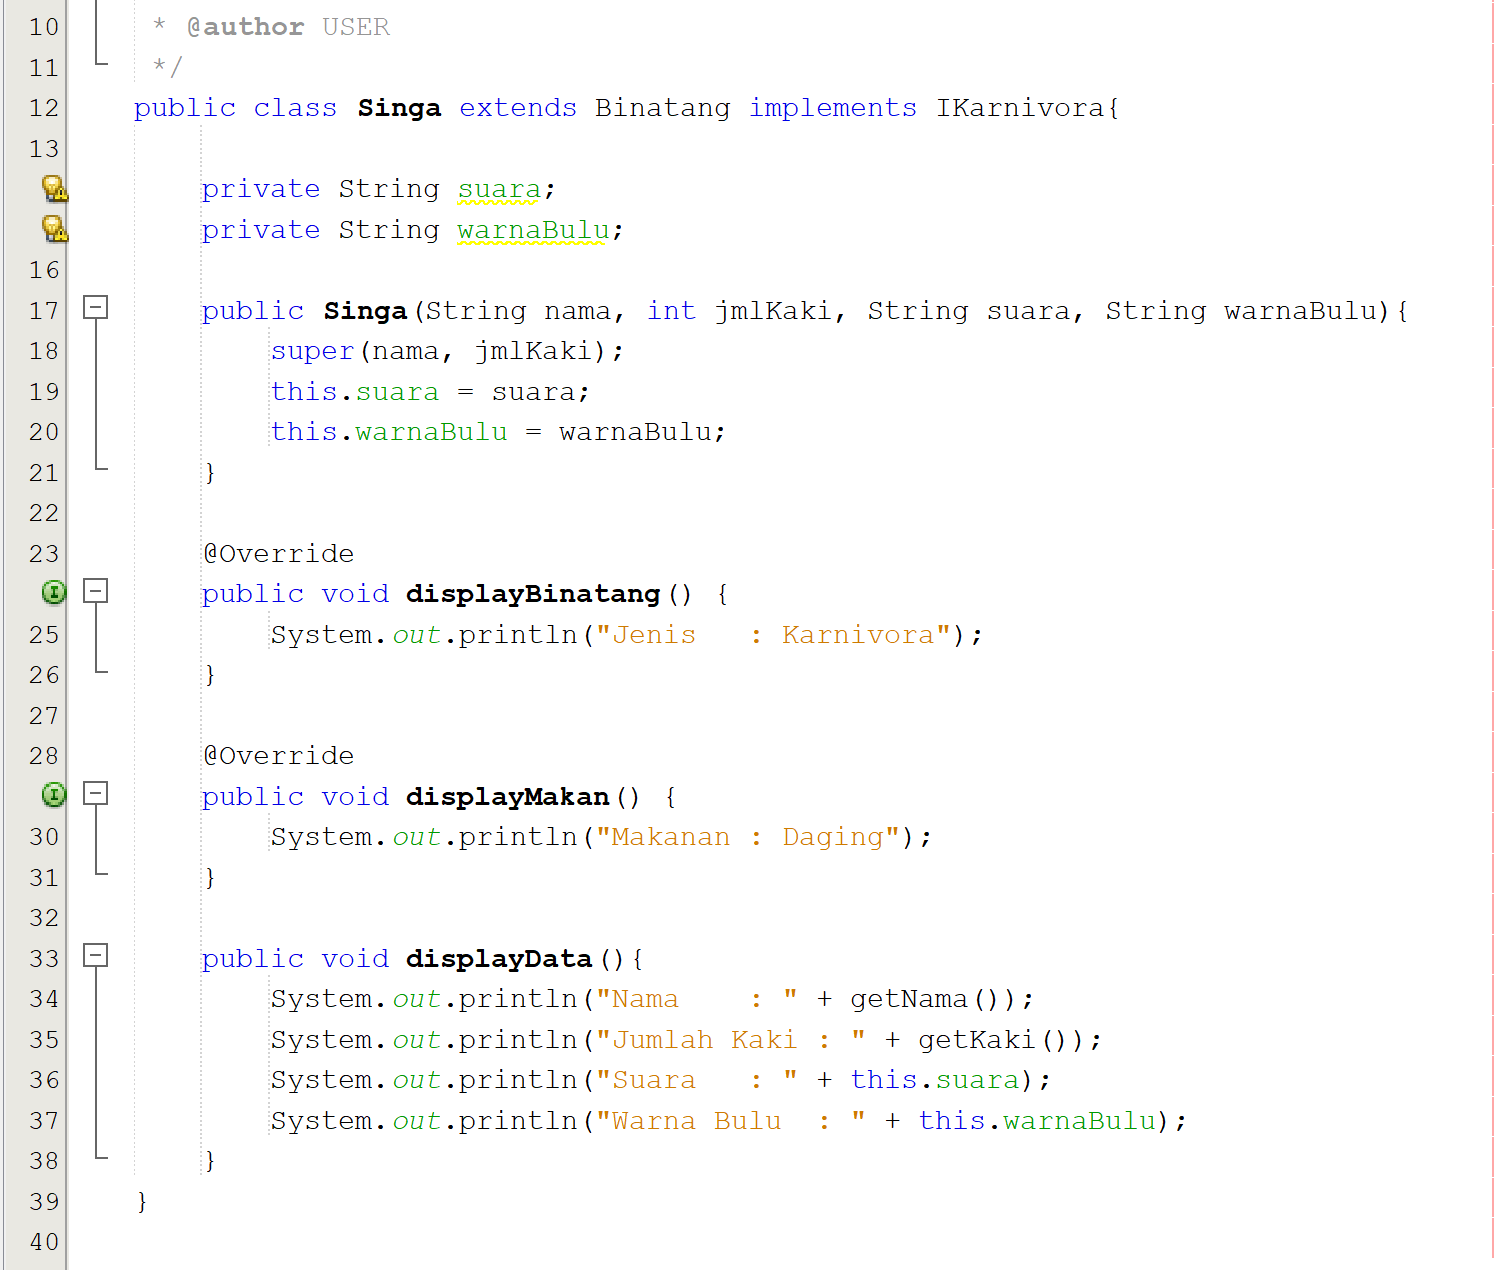 10 * @author USER
11 */
12 public class Singa extends Binatang implements IKarnivora{
13
private String suara;
private String warnaBulu;
16
17 public Singa(String nama, int jmlKaki, String suara, String warnaBulu){
18 super(nama, jmlKaki);
19 this.suara = suara;
20 this.warnaBulu = warnaBulu;
21 }
22
23 @Override
public void displayBinatang() {
25 System.out.println("Jenis   : Karnivora");
26 }
27
28 @Override
public void displayMakan() {
30 System.out.println("Makanan : Daging");
31 }
32
33 public void displayData(){
34 System.out.println("Nama    : " + getNama());
35 System.out.println("Jumlah Kaki : " + getKaki());
36 System.out.println("Suara   : " + this.suara);
37 System.out.println("Warna Bulu  : " + this.warnaBulu);
38 }
39 }
40